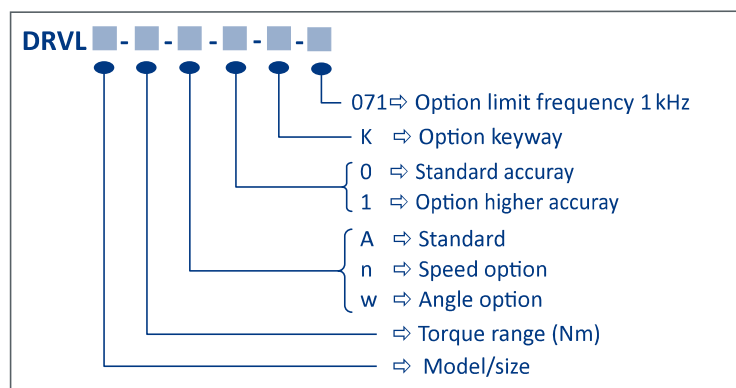 DRVL - - - - -
071 ⇨ Option limit frequency 1 kHz
K ⇨ Option keyway
0 ⇨ Standard accuray
1 ⇨ Option higher accuray
A ⇨ Standard
n ⇨ Speed option
w ⇨ Angle option
⇨ Torque range (Nm)
⇨ Model/size